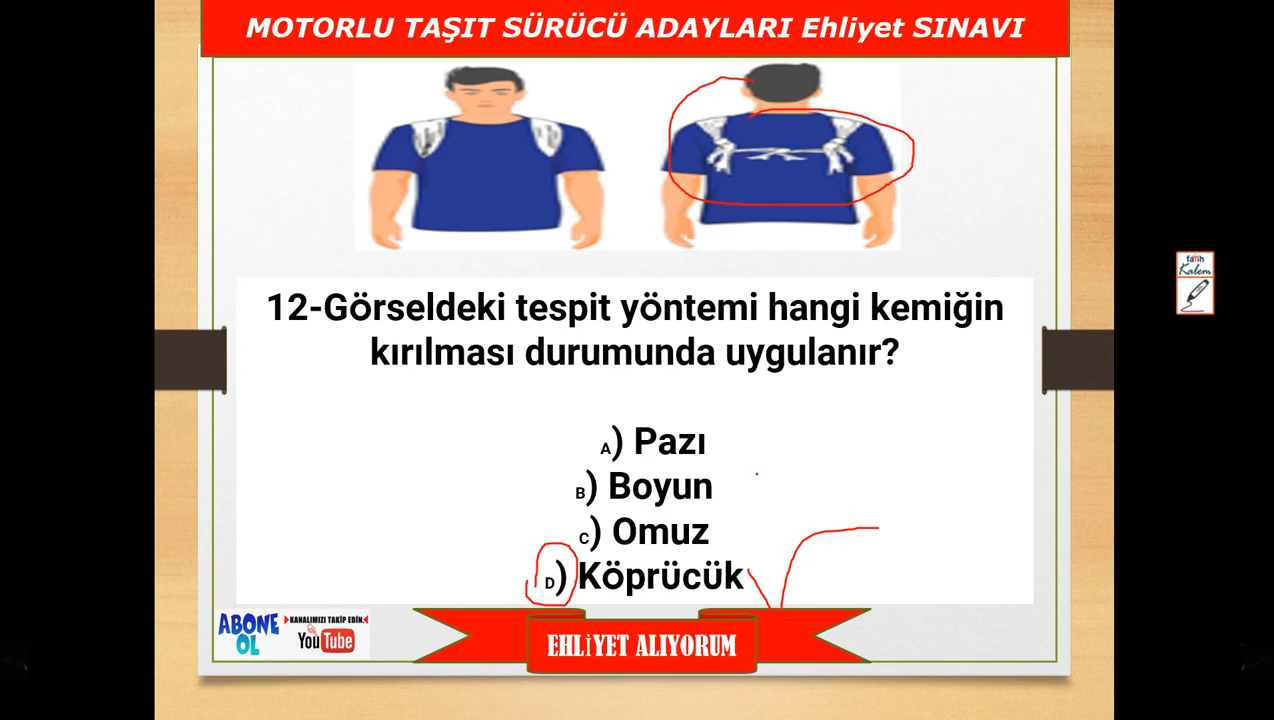 MOTORLU TAŞIT SÜRÜCÜ ADAYLARI Ehliyet SINAVI
12-Görseldeki tespit yöntemi hangi kemiğin
kırılması durumunda uygulanır?
A) Pazı
B) Boyun
C) Omuz
D) Köprücük
fatih
Kalem
ABONE
OL
KANALIMIZI TAKİP EDİN.
YouTube
EHLİYET ALIYORUM